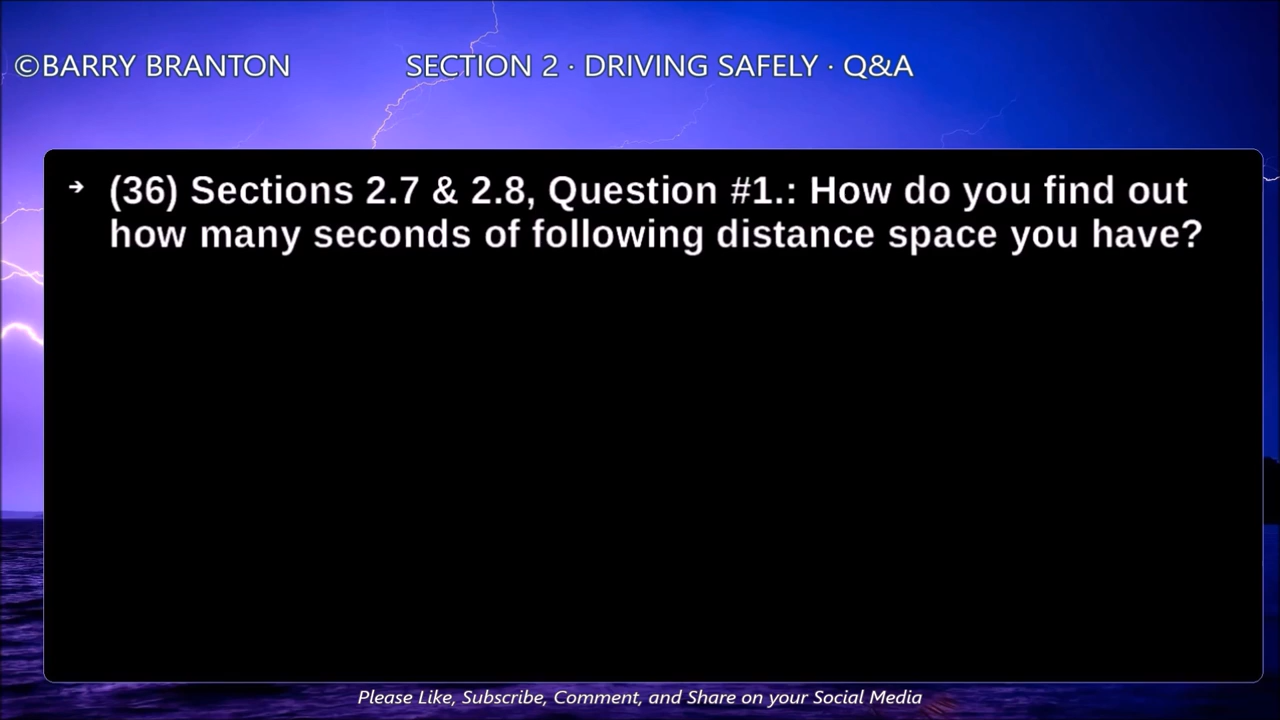 ©BARRY BRANTON
SECTION 2 · DRIVING SAFELY · Q&A
➔ (36) Sections 2.7 & 2.8, Question #1.: How do you find out
how many seconds of following distance space you have?
Please Like, Subscribe, Comment, and Share on your Social Media